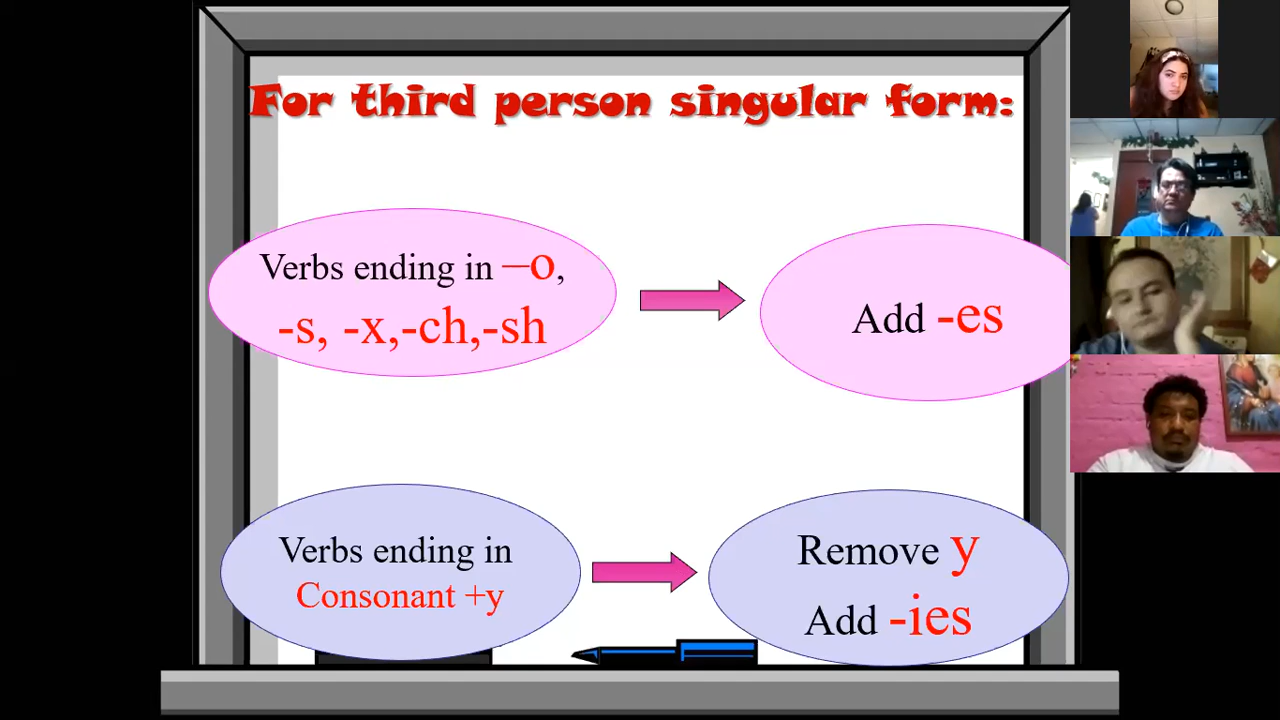 For third person singular form:
Verbs ending in –o,
-s, -x,-ch,-sh
Add -es
Verbs ending in
Consonant +y
Remove y
Add -ies